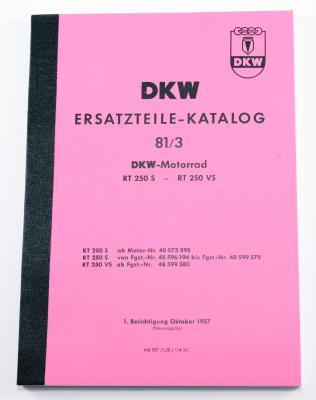 DKW
DKW
ERSATZTEILE-KATALOG
81/3
DKW-Motorrad
RT 250 S – RT 250 VS
RT 250 S ab Motor-Nr. 48 073 598
RT 250 S von Fgst.-Nr. 48 596 194 bis Fgst.-Nr. 48 599 579
RT 250 VS ab Fgst.-Nr. 48 599 580
1. Berichtigung Oktober 1957
(Neuausgabe)